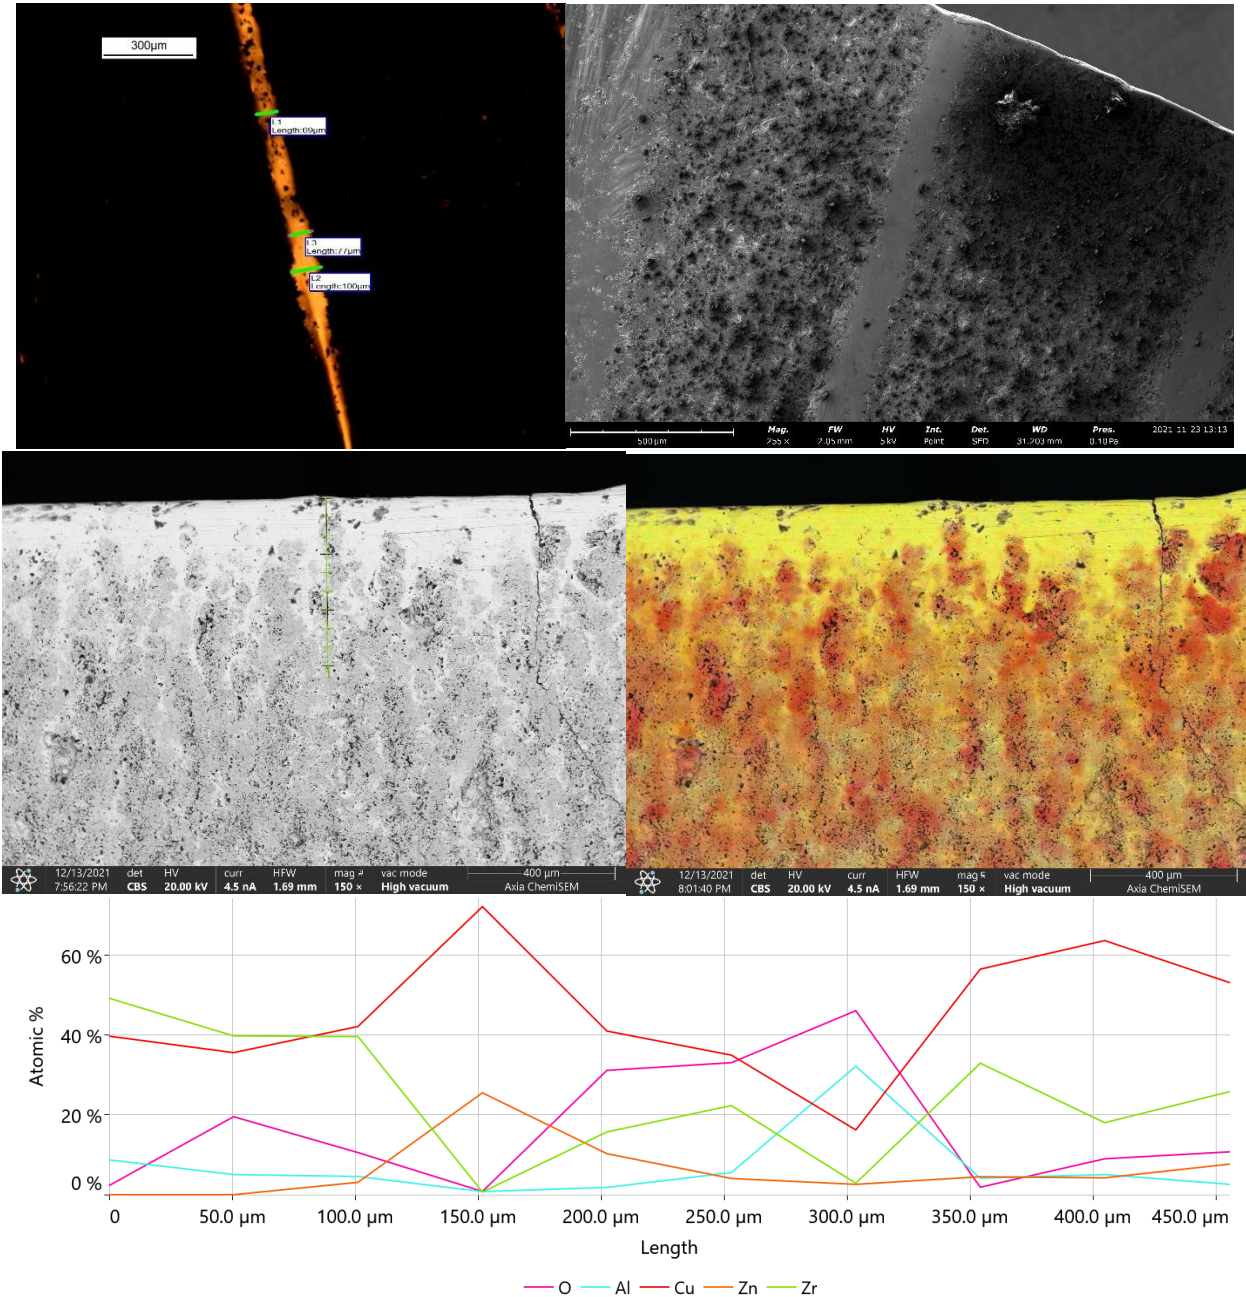 300µm
L1
Length:69µm
L3
Length:77µm
L2
Length:100µm
500 µm
Mag. FW HV Int. Det. WD Pres.
255 x 2.05 mm 5 kV Point SED 31.203 mm 0.10 Pa
2021 11 23 13:13
12/13/2021 det HV curr HFW mag vac mode 400 µm
7:56:22 PM CBS 20.00 kV 4.5 nA 1.69 mm 150 × High vacuum Axia ChemiSEM
12/13/2021 det HV curr HFW mag vac mode 400 µm
8:01:40 PM CBS 20.00 kV 4.5 nA 1.69 mm 150 × High vacuum Axia ChemiSEM
Atomic %
60 %
40 %
20 %
0 %
0 50.0 µm 100.0 µm 150.0 µm 200.0 µm 250.0 µm 300.0 µm 350.0 µm 400.0 µm 450.0 µm
Length
O Al Cu Zn Zr